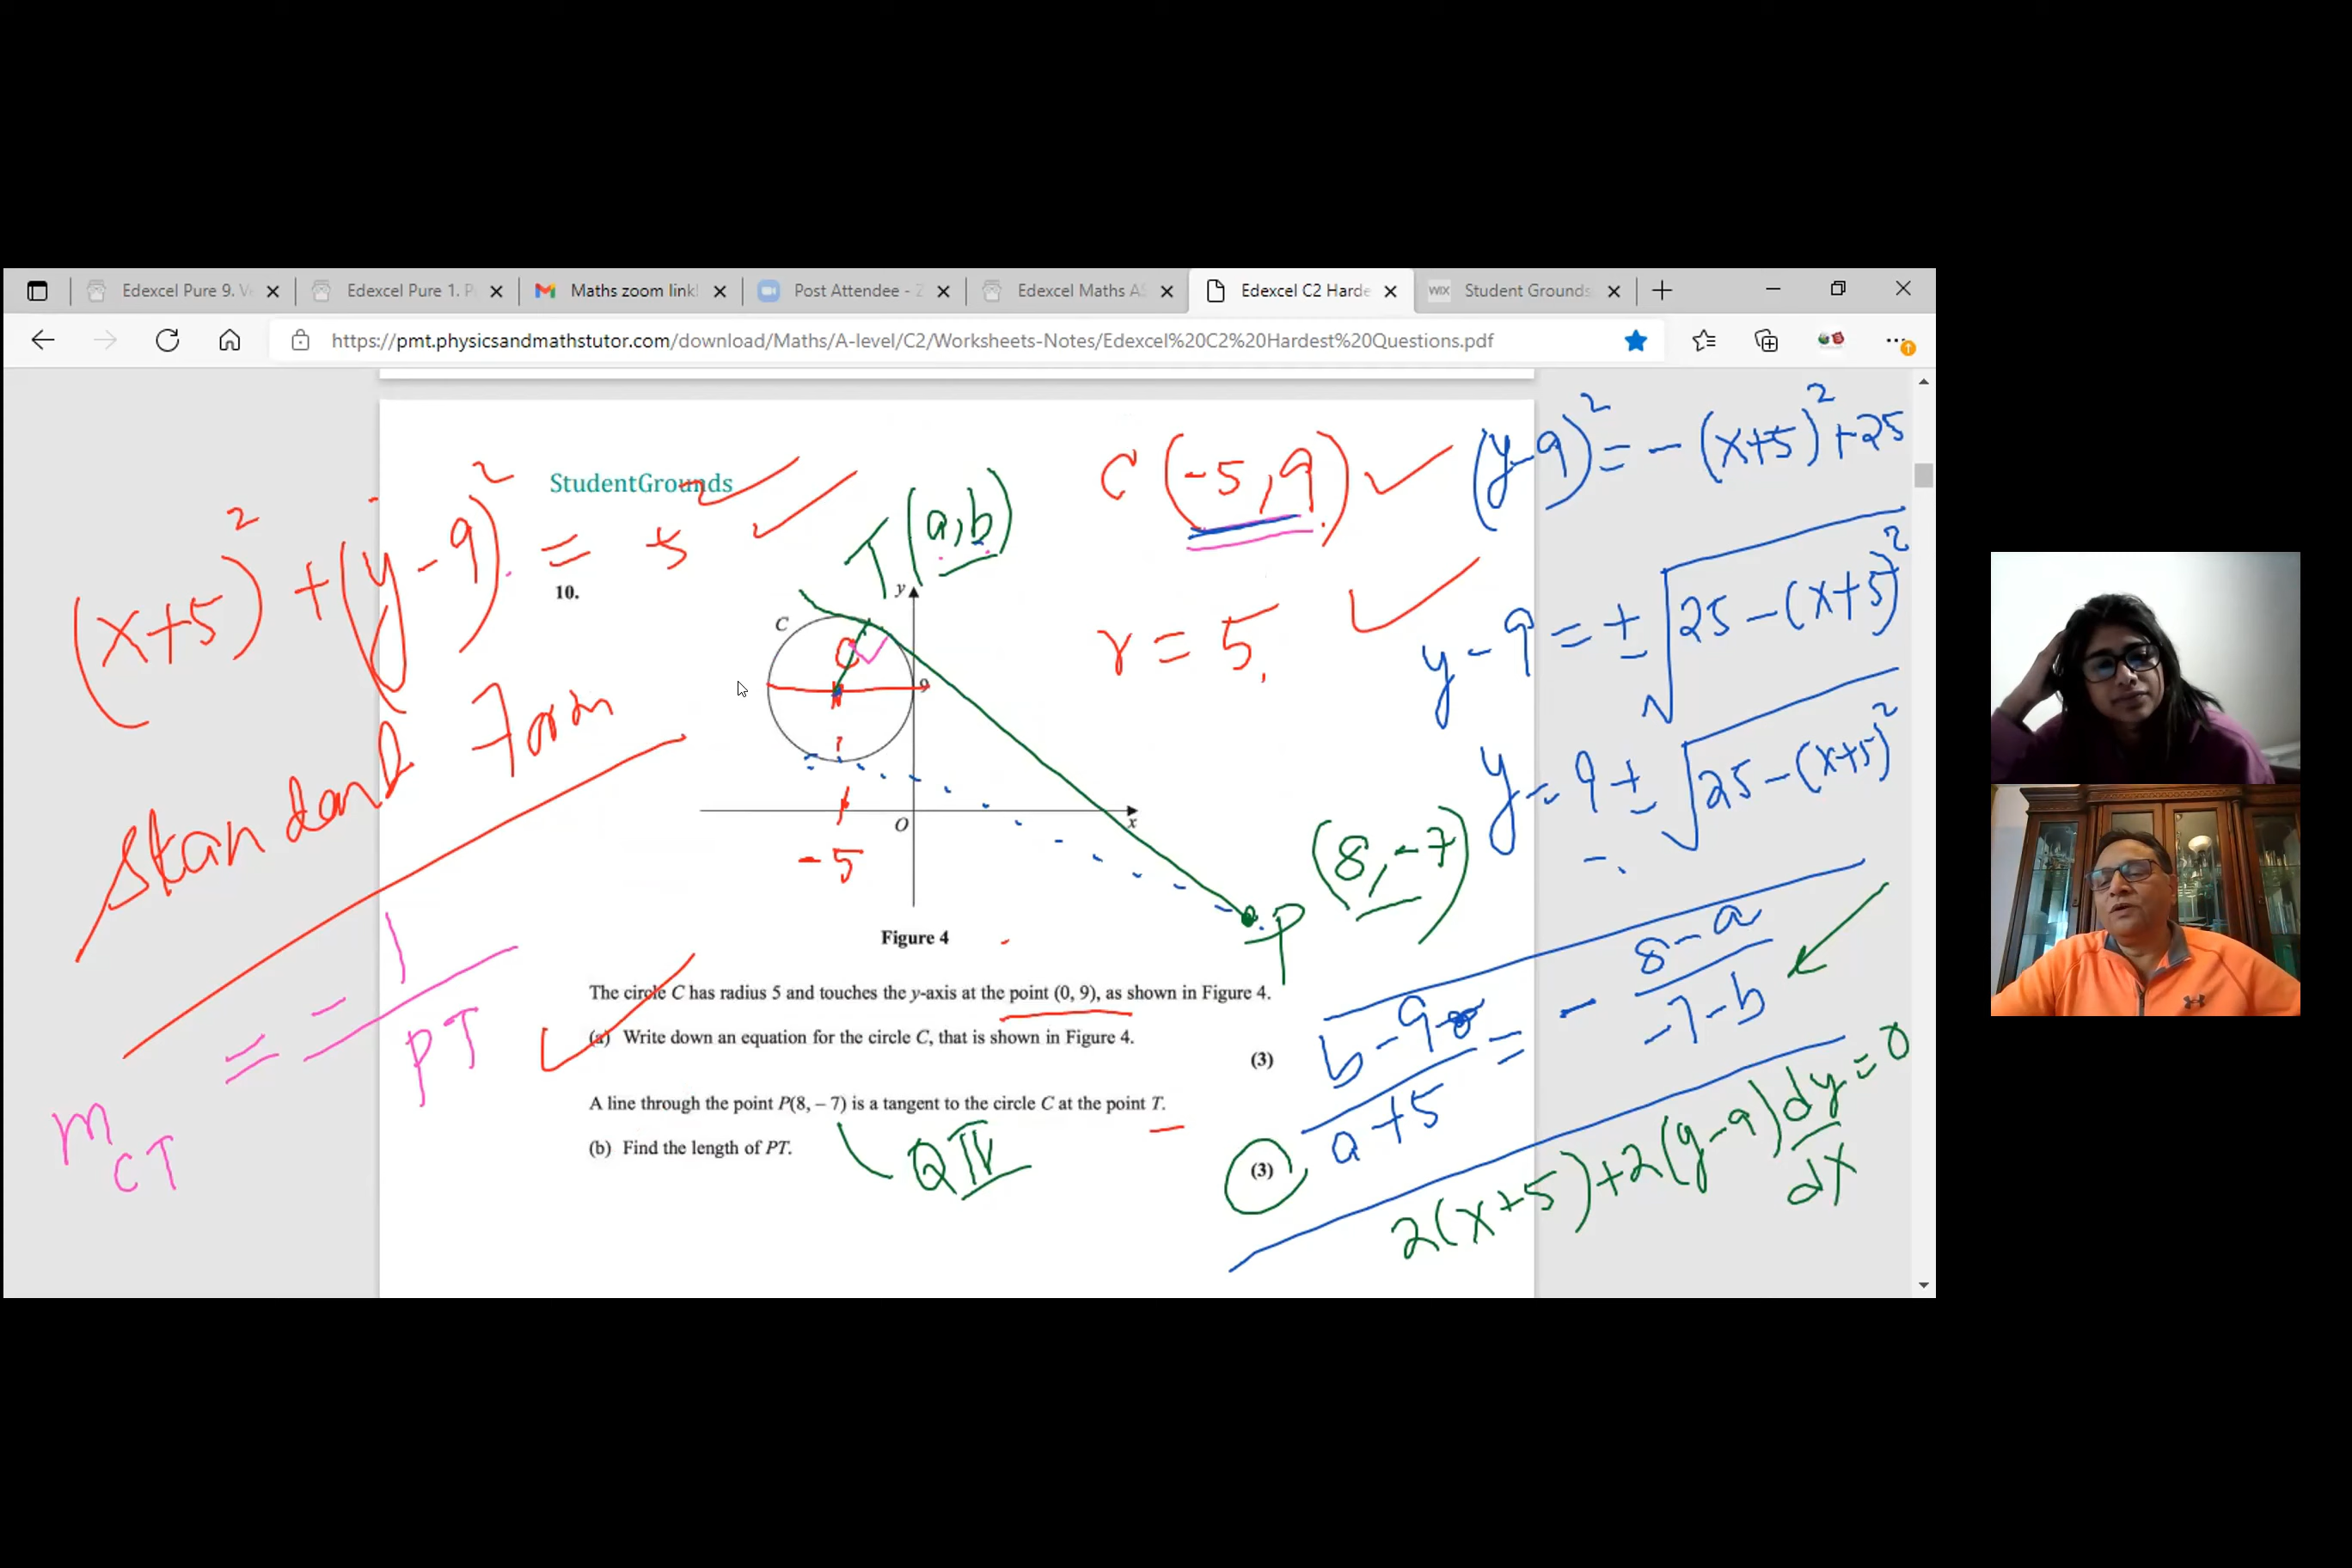 Edexcel Pure 9. V
Edexcel Pure 1. P
Maths zoom link
Post Attendee - Z
Edexcel Maths A
Edexcel C2 Harde
WIX
Student Grounds
https://pmt.physicsandmathstutor.com/download/Maths/A-level/C2/Worksheets-Notes/Edexcel%20C2%20Hardest%20Questions.pdf
StudentGrounds
(x+5)² + (y-9)² = 5²
Standard Form
m CT = -1/PT
10.
T(a,b)
C(-5,9)
r = 5
C
y
C
9
O
x
-5
(8,-7)
P
Figure 4
The circle C has radius 5 and touches the y-axis at the point (0, 9), as shown in Figure 4.
(a) Write down an equation for the circle C, that is shown in Figure 4.
(3)
A line through the point P(8, – 7) is a tangent to the circle C at the point T.
(b) Find the length of PT.
(3)
QIV
(y-9)² = -(x+5)²+25
y-9 = ±√25-(x+5)²
y = 9 ± √25-(x+5)²
b-9/a+5 = - 8-a/-7-b
2(x+5)+2(y-9)dy/dx=0